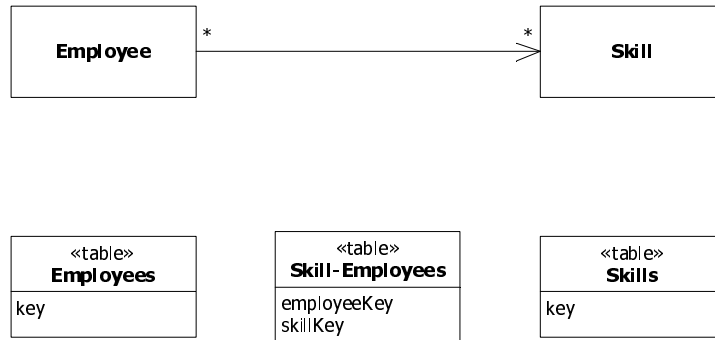 Employee
*
*
Skill
«table»
Employees
key
«table»
Skill-Employees
employeeKey
skillKey
«table»
Skills
key